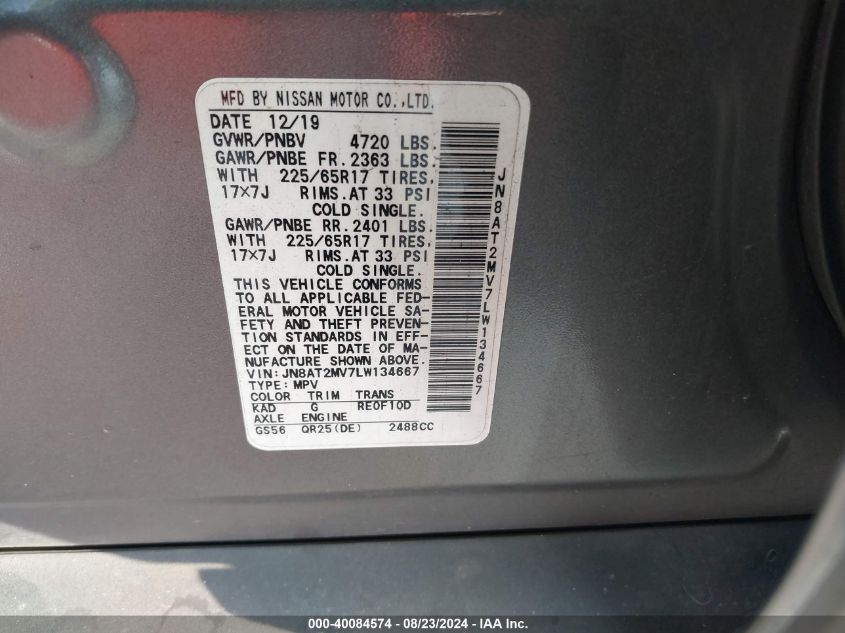 MFD BY NISSAN MOTOR CO.,LTD.
DATE 12/19
GVWR/PNBV 4720 LBS.
GAWR/PNBE FR. 2363 LBS.
WITH 225/65R17 TIRES,
17×7J RIMS. AT 33 PSI
COLD SINGLE.
GAWR/PNBE RR. 2401 LBS.
WITH 225/65R17 TIRES,
17×7J RIMS. AT 33 PSI
COLD SINGLE.
THIS VEHICLE CONFORMS
TO ALL APPLICABLE FED-
ERAL MOTOR VEHICLE SA-
FETY AND THEFT PREVEN-
TION STANDARDS IN EFF-
ECT ON THE DATE OF MA-
NUFACTURE SHOWN ABOVE.
VIN: JN8AT2MV7LW134667
TYPE: MPV
COLOR TRIM TRANS
KAD G RE0F10D
AXLE ENGINE
GS56 QR25(DE) 2488CC
JN8AT2MV7LW134667
000-40084574 - 08/23/2024 - IAA Inc.